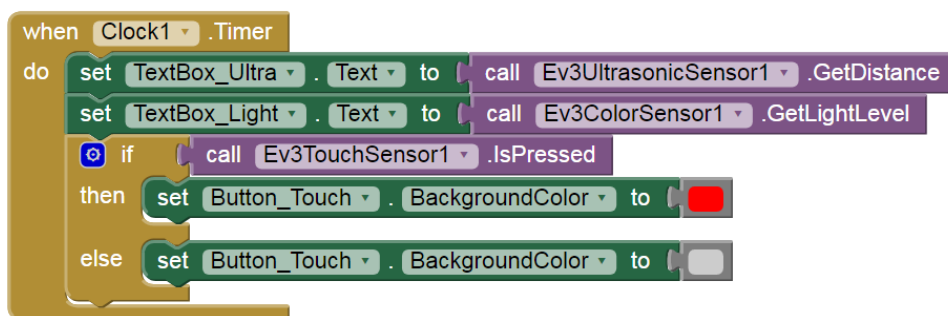 when Clock1 .Timer
do set TextBox_Ultra . Text to call Ev3UltrasonicSensor1 .GetDistance
set TextBox_Light . Text to call Ev3ColorSensor1 .GetLightLevel
if call Ev3TouchSensor1 .IsPressed
then set Button_Touch . BackgroundColor to
else set Button_Touch . BackgroundColor to